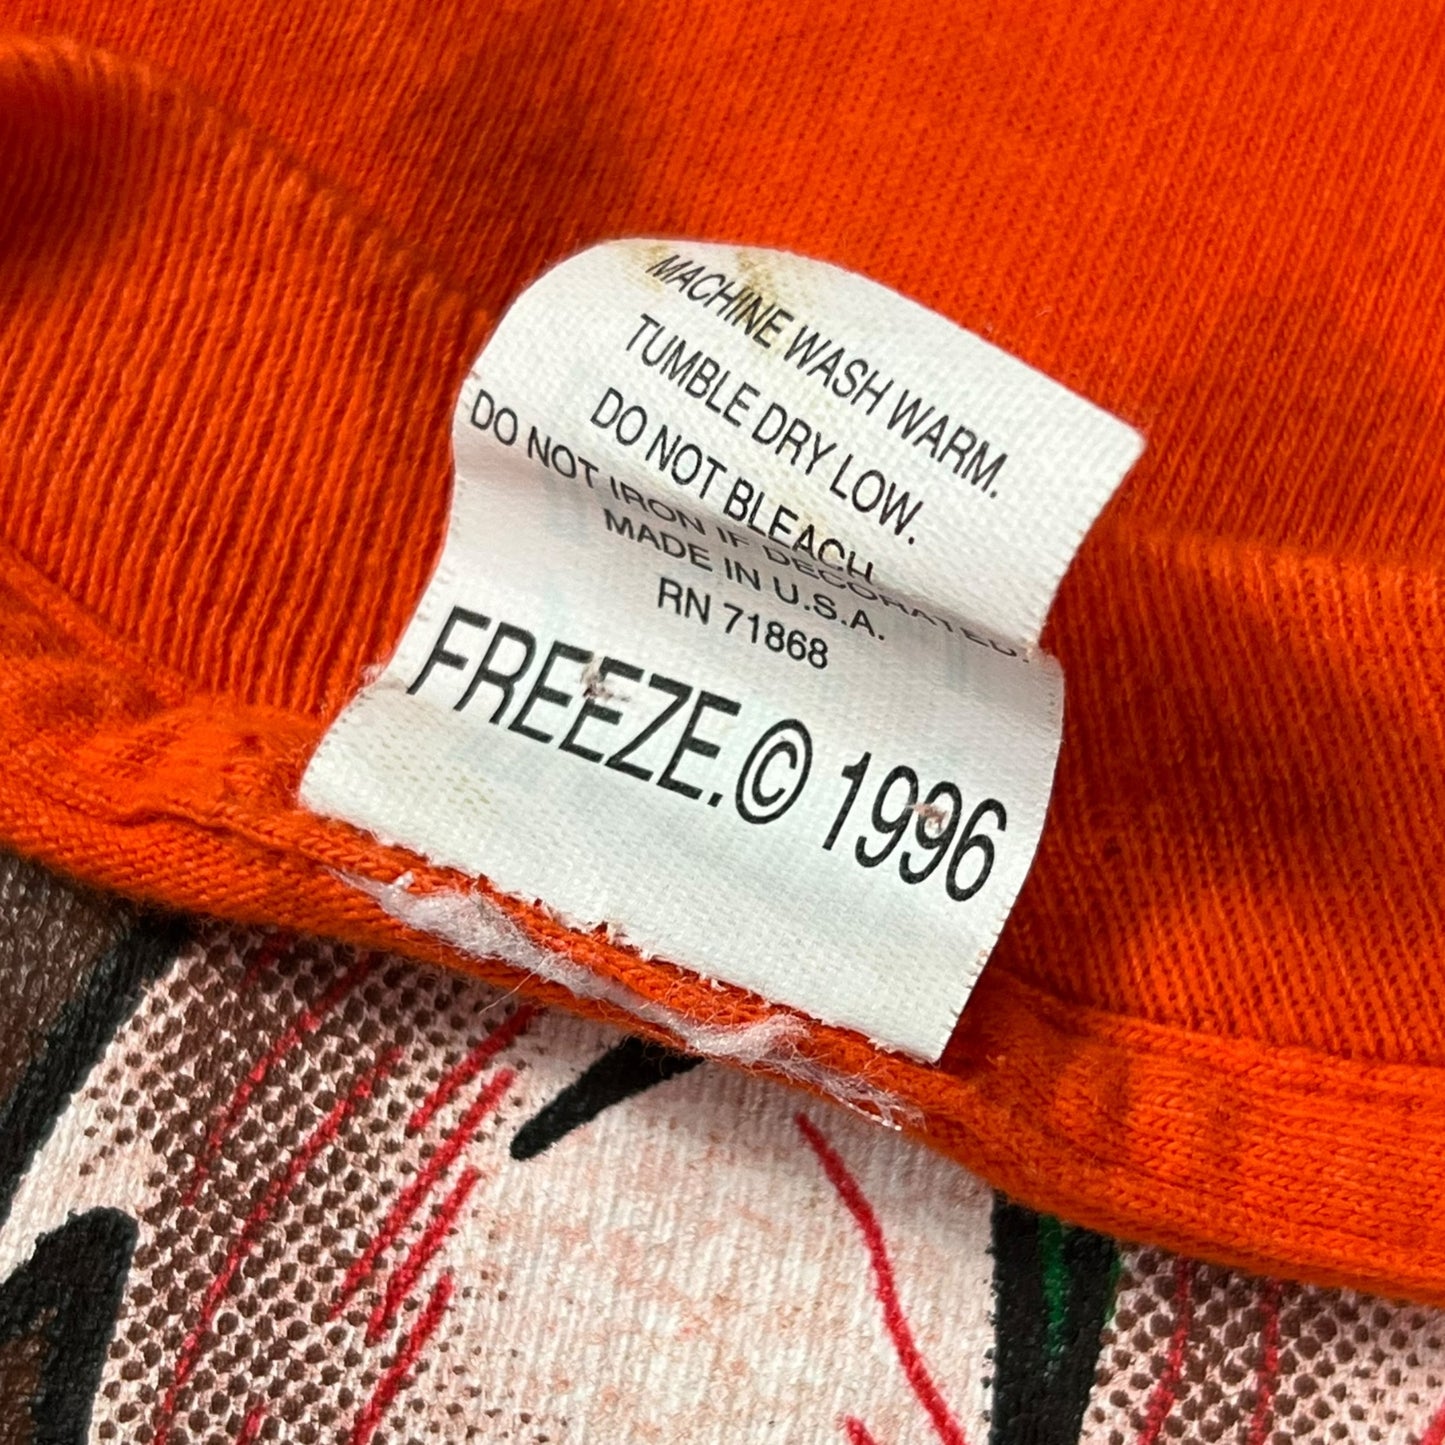 MACHINE WASH WARM.
TUMBLE DRY LOW.
DO NOT BLEACH
DO NOT IRON IF DECORATED.
MADE IN U.S.A.
RN 71868
FREEZE.© 1996